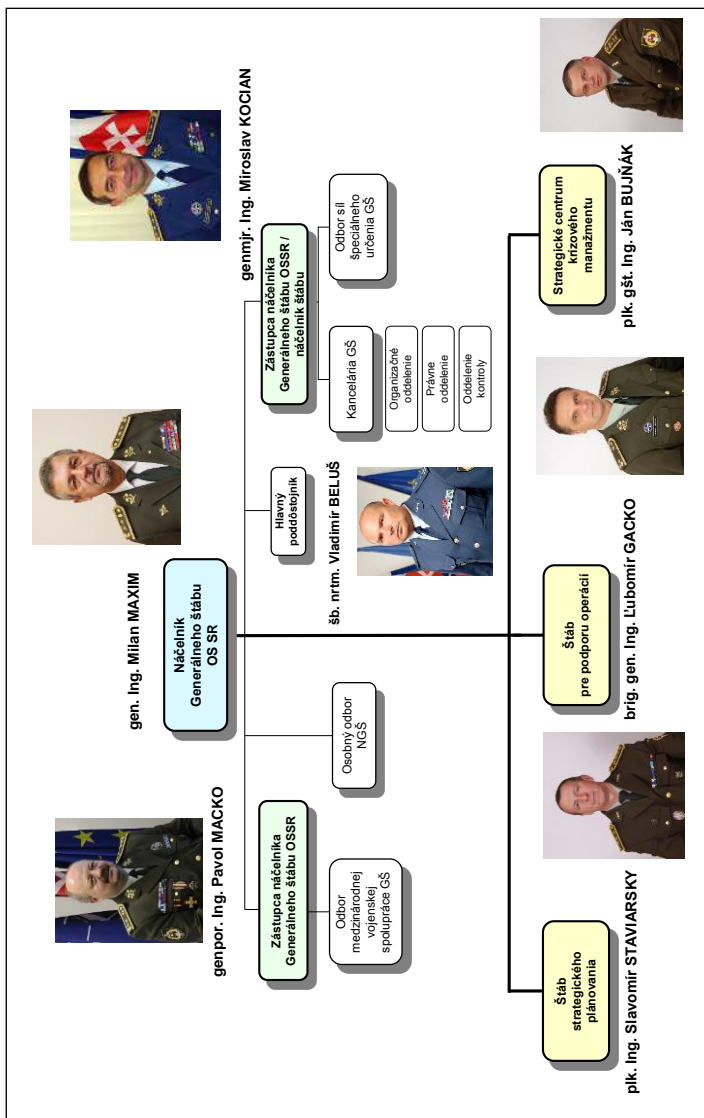 gen. Ing. Milan MAXIM
Náčelník
Generálneho štábu
OS SR
genpor. Ing. Pavol MACKO
Zástupca náčelníka
Generálneho štábu OSSR
Odbor
medzinárodnej
vojenskej
spolupráce GŠ
Osobný odbor
NGŠ
Hlavný
poddôstojník
šb. nrtm. Vladimír BELUŠ
genmjr. Ing. Miroslav KOCIAN
Zástupca náčelníka
Generálneho štábu OSSR /
náčelník štábu
Kancelária GŠ
Organizačné
oddelenie
Právne
oddelenie
Oddelenie
kontroly
Odbor síl
špeciálneho
určenia GŠ
Štáb
strategického
plánovania
plk. Ing. Slavomír STAVIARSKY
Štáb
pre podporu operácií
brig. gen. Ing. Ľubomír GACKO
Strategické centrum
krízového
manažmentu
plk. gšt. Ing. Ján BUJŇÁK